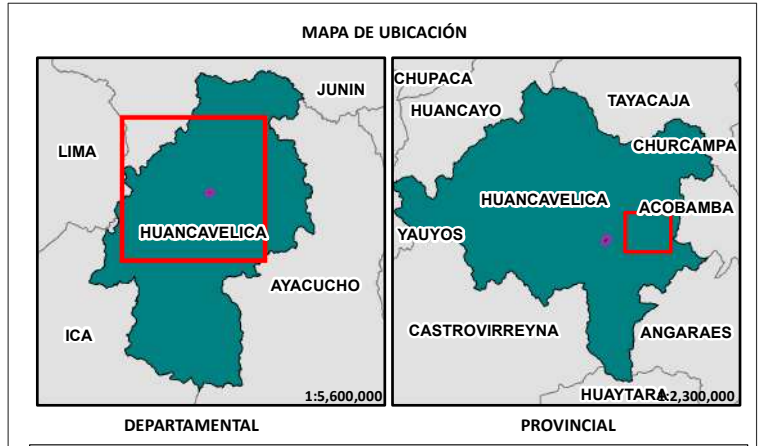 MAPA DE UBICACIÓN
JUNIN
LIMA
HUANCAVELICA
AYACUCHO
ICA
1:5,600,000
DEPARTAMENTAL
CHUPACA
HUANCAYO
TAYACAJA
CHURCAMPA
HUANCAVELICA
ACOBAMBA
YAUYOS
CASTROVIRREYNA
ANGARAES
HUAYTARA
:2,300,000
PROVINCIAL